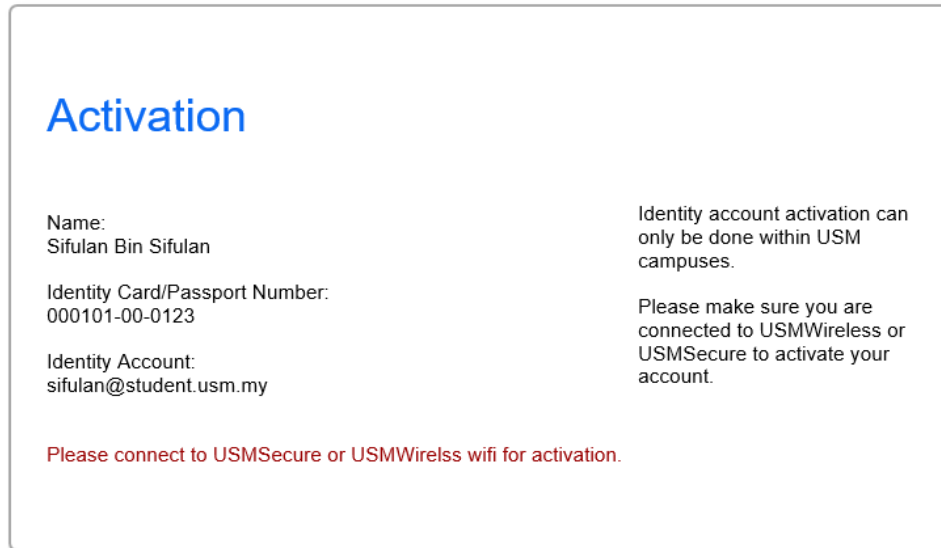 Activation
Name:
Sifulan Bin Sifulan
Identity Card/Passport Number:
000101-00-0123
Identity Account:
sifulan@student.usm.my
Please connect to USMSecure or USMWirelss wifi for activation.
Identity account activation can
only be done within USM
campuses.
Please make sure you are
connected to USMWireless or
USMSecure to activate your
account.